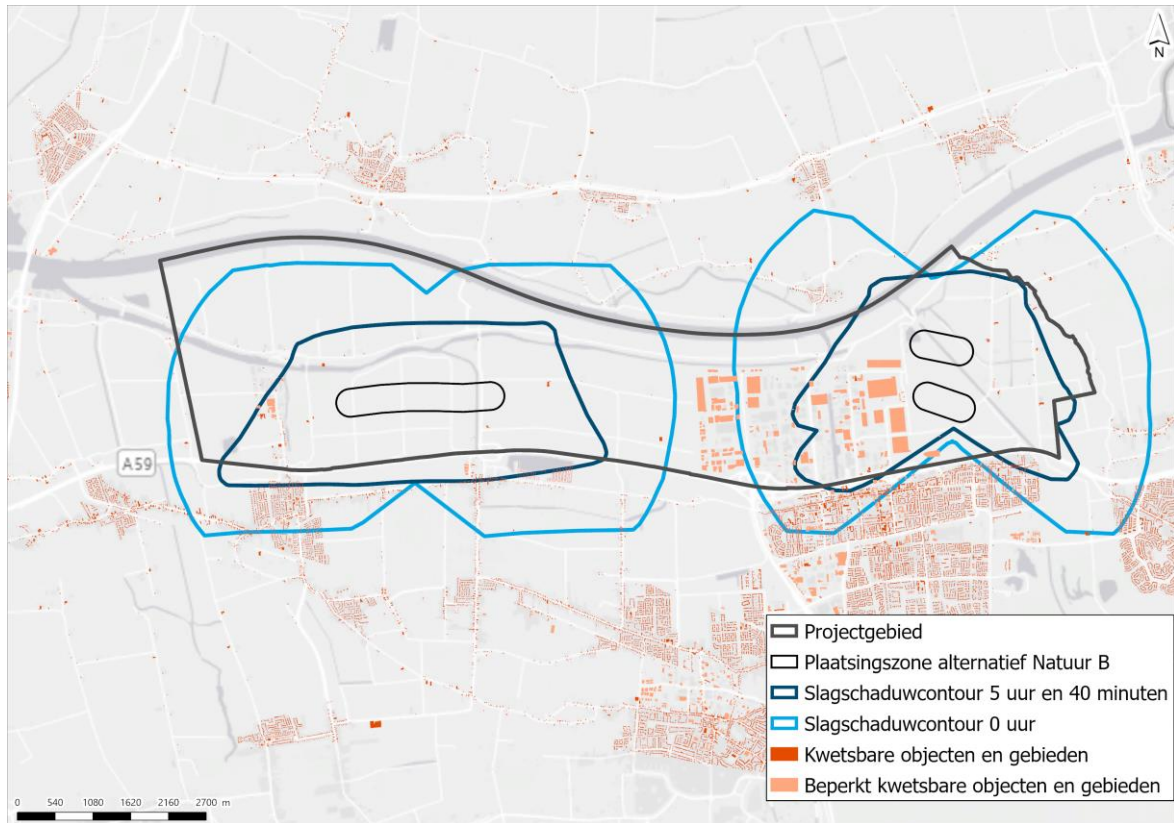 N
A59
Projectgebied
Plaatsingszone alternatief Natuur B
Slagschaduwcontour 5 uur en 40 minuten
Slagschaduwcontour 0 uur
Kwetsbare objecten en gebieden
Beperkt kwetsbare objecten en gebieden
0 540 1080 1620 2160 2700 m